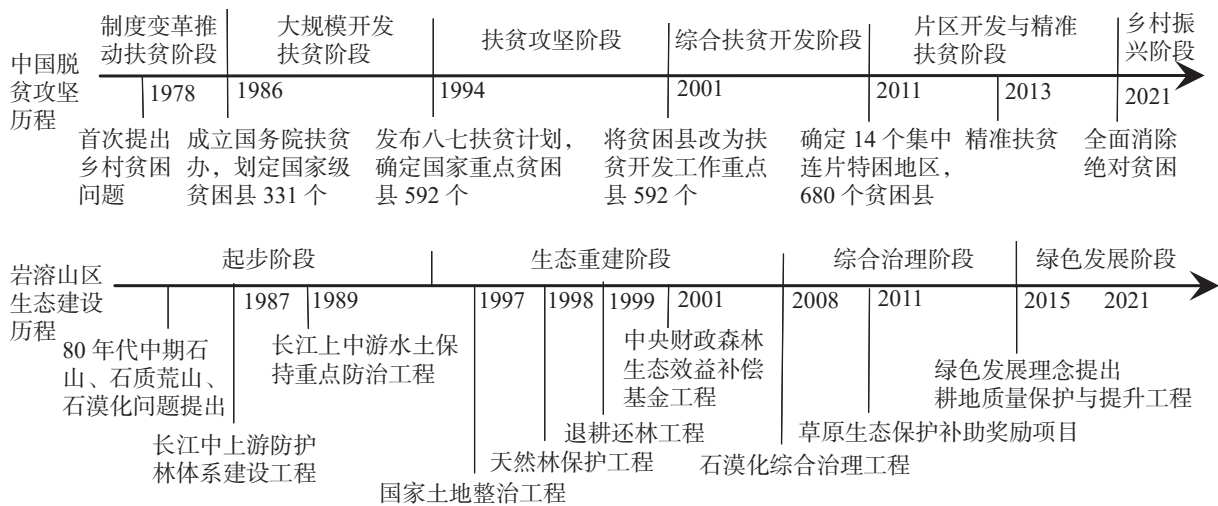 中国脱
贫攻坚
历程
制度变革推
动扶贫阶段
大规模开发
扶贫阶段
扶贫攻坚阶段
综合扶贫开发阶段
片区开发与精准
扶贫阶段
乡村振
兴阶段
1978
1986
1994
2001
2011
2013
2021
首次提出
乡村贫困
问题
成立国务院扶贫
办，划定国家级
贫困县 331 个
发布八七扶贫计划，
确定国家重点贫困
县 592 个
将贫困县改为扶
贫开发工作重点
县 592 个
确定 14 个集中
连片特困地区，
680 个贫困县
精准扶贫
全面消除
绝对贫困
岩溶山区
生态建设
历程
起步阶段
生态重建阶段
综合治理阶段
绿色发展阶段
1987
1989
1997
1998
1999
2001
2008
2011
2015
2021
80 年代中期石
山、石质荒山、
石漠化问题提出
长江中上游防护
林体系建设工程
长江上中游水土保
持重点防治工程
国家土地整治工程
天然林保护工程
退耕还林工程
中央财政森林
生态效益补偿
基金工程
石漠化综合治理工程
草原生态保护补助奖励项目
绿色发展理念提出
耕地质量保护与提升工程